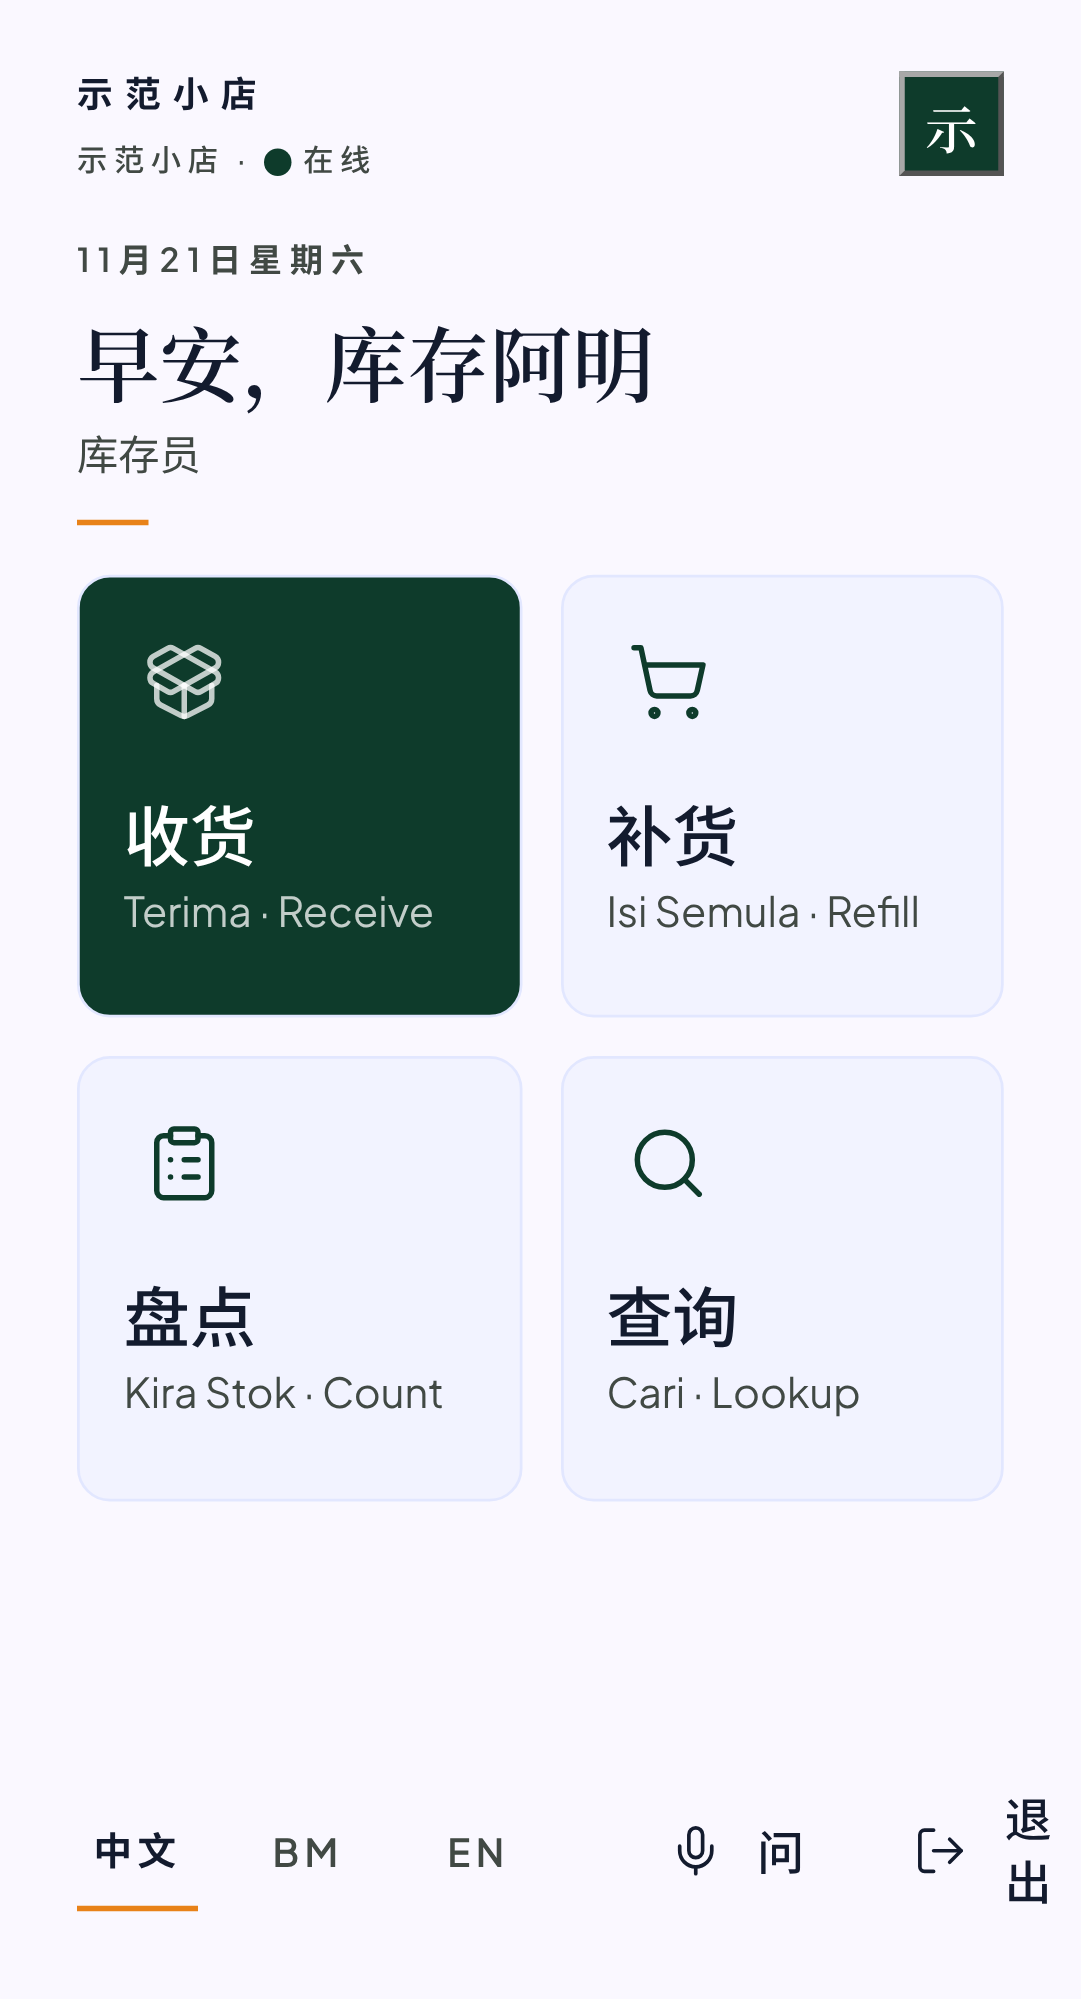 示范小店
示
示范小店 · 在线
11月21日星期六
早安，库存阿明
库存员
收货
Terima · Receive
补货
Isi Semula · Refill
盘点
Kira Stok · Count
查询
Cari · Lookup
中文
BM
EN
问
退
出